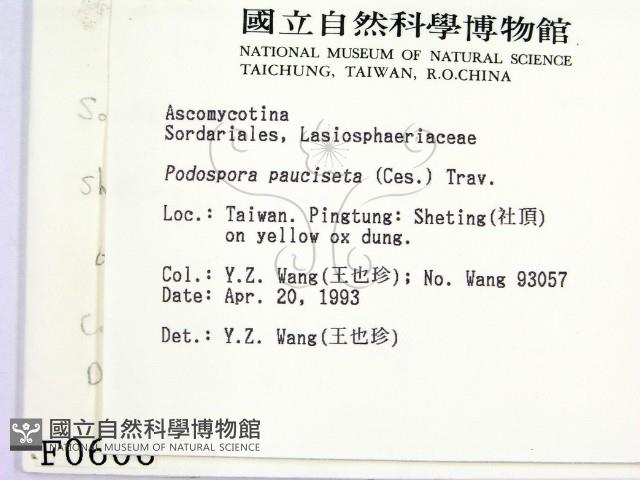 國立自然科學博物館
NATIONAL MUSEUM OF NATURAL SCIENCE
TAICHUNG, TAIWAN, R.O.CHINA
Ascomycotina
Sordariales, Lasiosphaeriaceae
Podospora pauciseta (Ces.) Trav.
Loc.: Taiwan. Pingtung: Sheting(社頂)
on yellow ox dung.
Col.: Y.Z. Wang(王也珍); No. Wang 93057
Date: Apr. 20, 1993
Det.: Y.Z. Wang(王也珍)
So
Sh
D
國立自然科學博物館
NATIONAL MUSEUM OF NATURAL SCIENCE